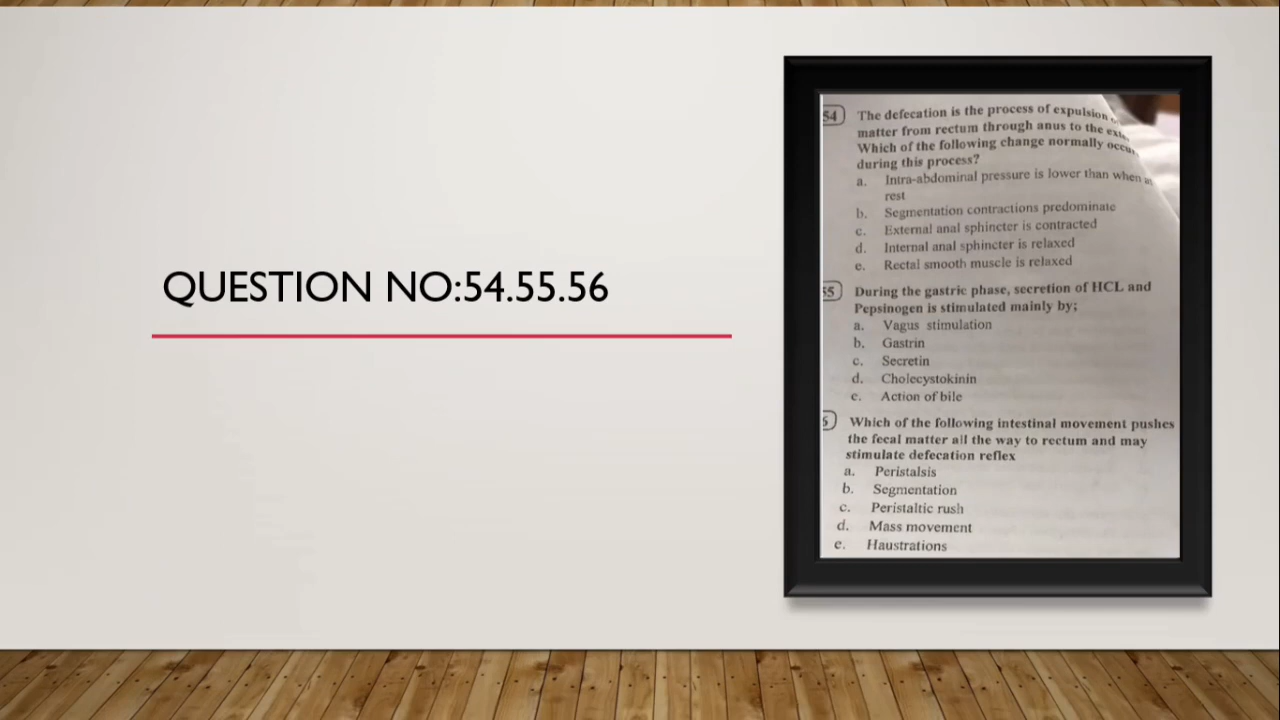 QUESTION NO:54.55.56
54 The defecation is the process of expulsion
matter from rectum through anus to the
Which of the following change normally
during this process?
a. Intra-abdominal pressure is lower than when
rest
b. Segmentation contractions predominate
c. External anal sphincter is contracted
d. Internal anal sphincter is relaxed
e. Rectal smooth muscle is relaxed
55 During the gastric phase, secretion of HCL and
Pepsinogen is stimulated mainly by;
a. Vagus stimulation
b. Gastrin
c. Secretin
d. Cholecystokinin
e. Action of bile
Which of the following intestinal movement pushes
the fecal matter all the way to rectum and may
stimulate defecation reflex
a. Peristalsis
b. Segmentation
c. Peristaltic rush
d. Mass movement
e. Haustrations